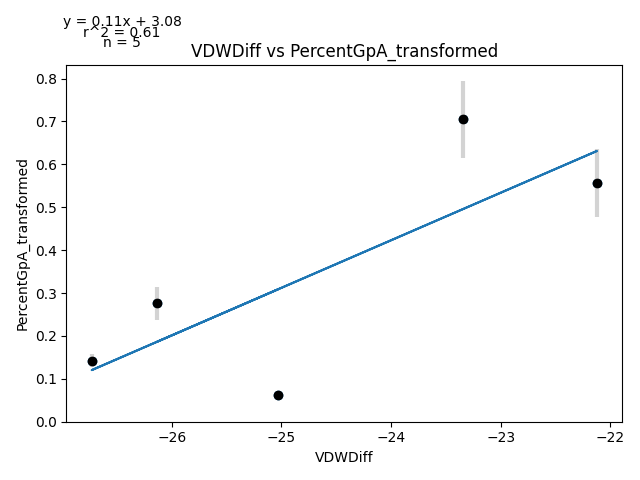 y = 0.11x + 3.08
r^2 = 0.61
n = 5
VDWDiff vs PercentGpA_transformed
0.8
0.7
0.6
0.5
0.4
0.3
0.2
0.1
0.0
PercentGpA_transformed
−26
−25
−24
−23
−22
VDWDiff